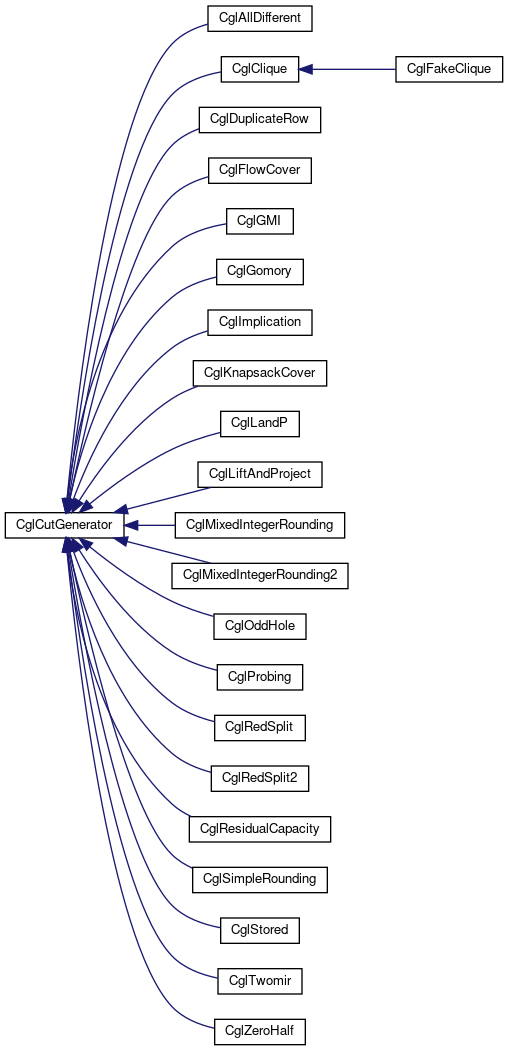 CglAllDifferent
CglClique
CglFakeClique
CglDuplicateRow
CglFlowCover
CglGMI
CglGomory
CglImplication
CglKnapsackCover
CglLandP
CglLiftAndProject
CglCutGenerator
CglMixedIntegerRounding
CglMixedIntegerRounding2
CglOddHole
CglProbing
CglRedSplit
CglRedSplit2
CglResidualCapacity
CglSimpleRounding
CglStored
CglTwomir
CglZeroHalf